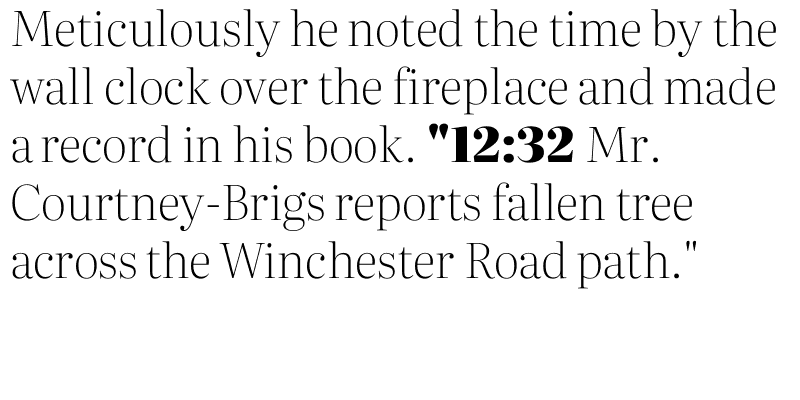 Meticulously he noted the time by the
wall clock over the fireplace and made
a record in his book. "12:32 Mr.
Courtney-Brigs reports fallen tree
across the Winchester Road path."